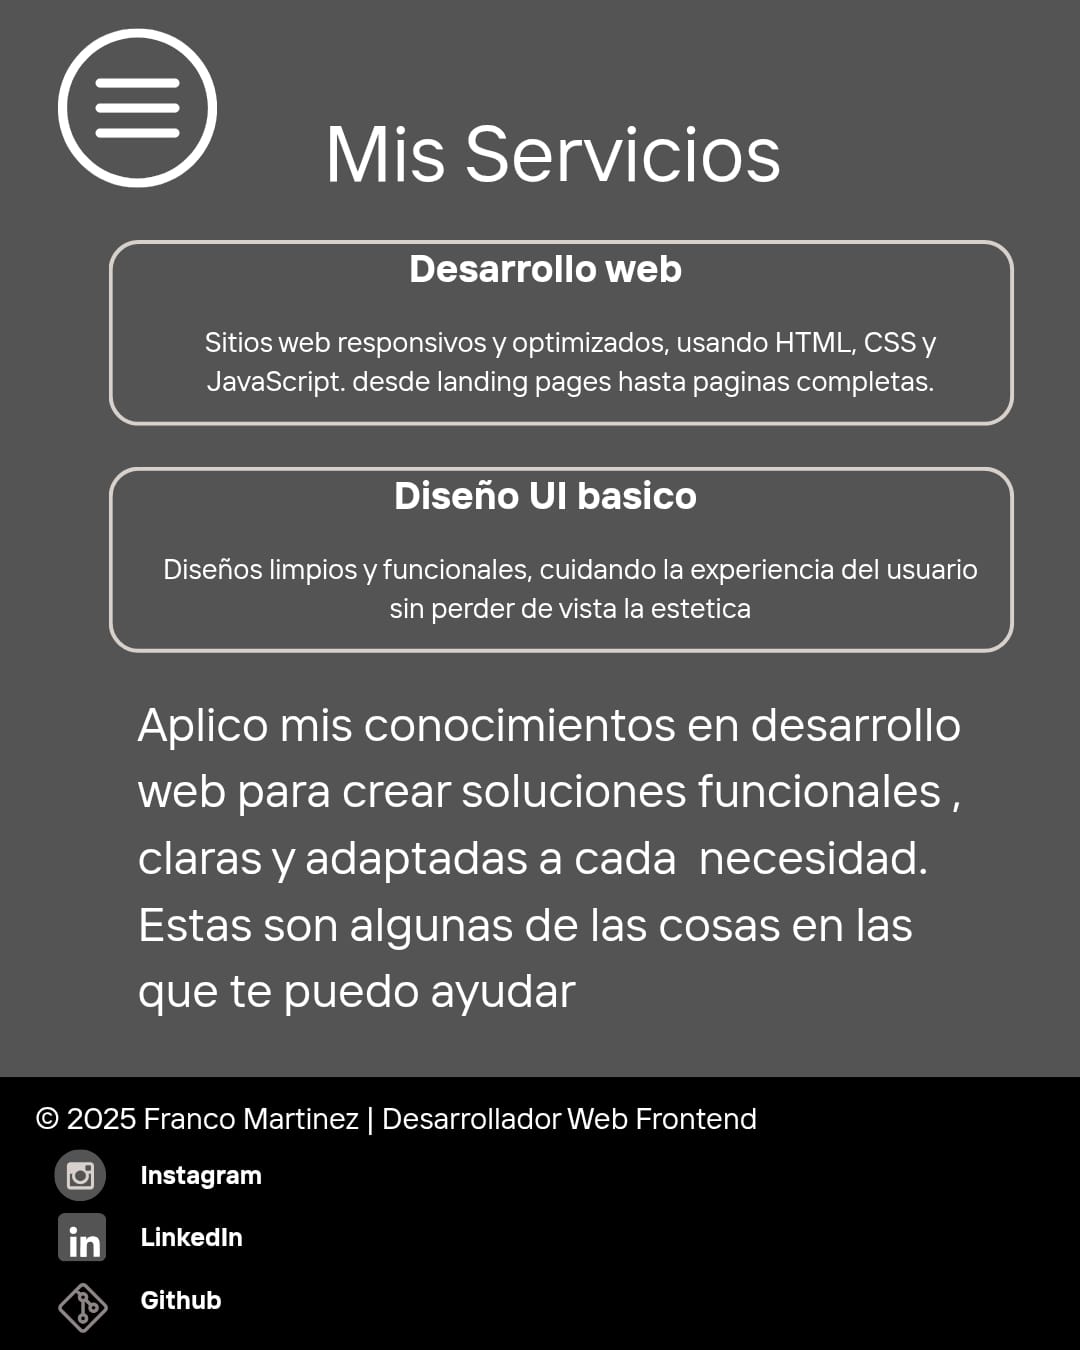 Mis Servicios
Desarrollo web
Sitios web responsivos y optimizados, usando HTML, CSS y
JavaScript. desde landing pages hasta paginas completas.
Diseño UI basico
Diseños limpios y funcionales, cuidando la experiencia del usuario
sin perder de vista la estetica
Aplico mis conocimientos en desarrollo
web para crear soluciones funcionales ,
claras y adaptadas a cada  necesidad.
Estas son algunas de las cosas en las
que te puedo ayudar
© 2025 Franco Martinez | Desarrollador Web Frontend
Instagram
in LinkedIn
Github